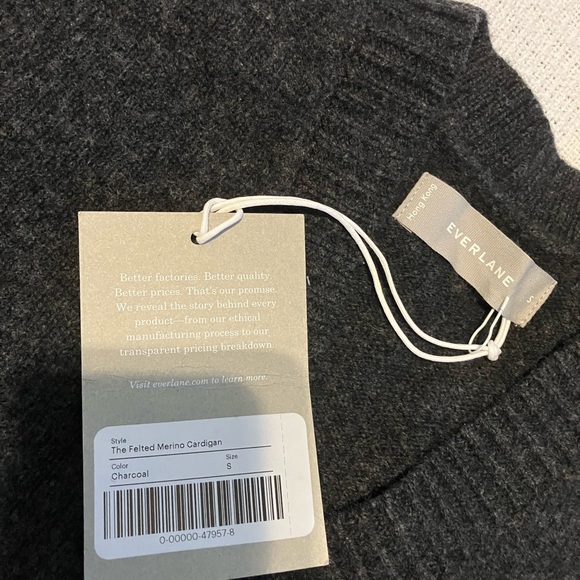 Better factories. Better quality.
Better prices. That's our promise.
We reveal the story behind every
product—from our ethical
manufacturing process to our
transparent pricing breakdown.
Visit everlane.com to learn more.
Style
The Felted Merino Cardigan
Color
Size
Charcoal
S
0-00000-47957-8
Hong Kong
EVERLANE
S